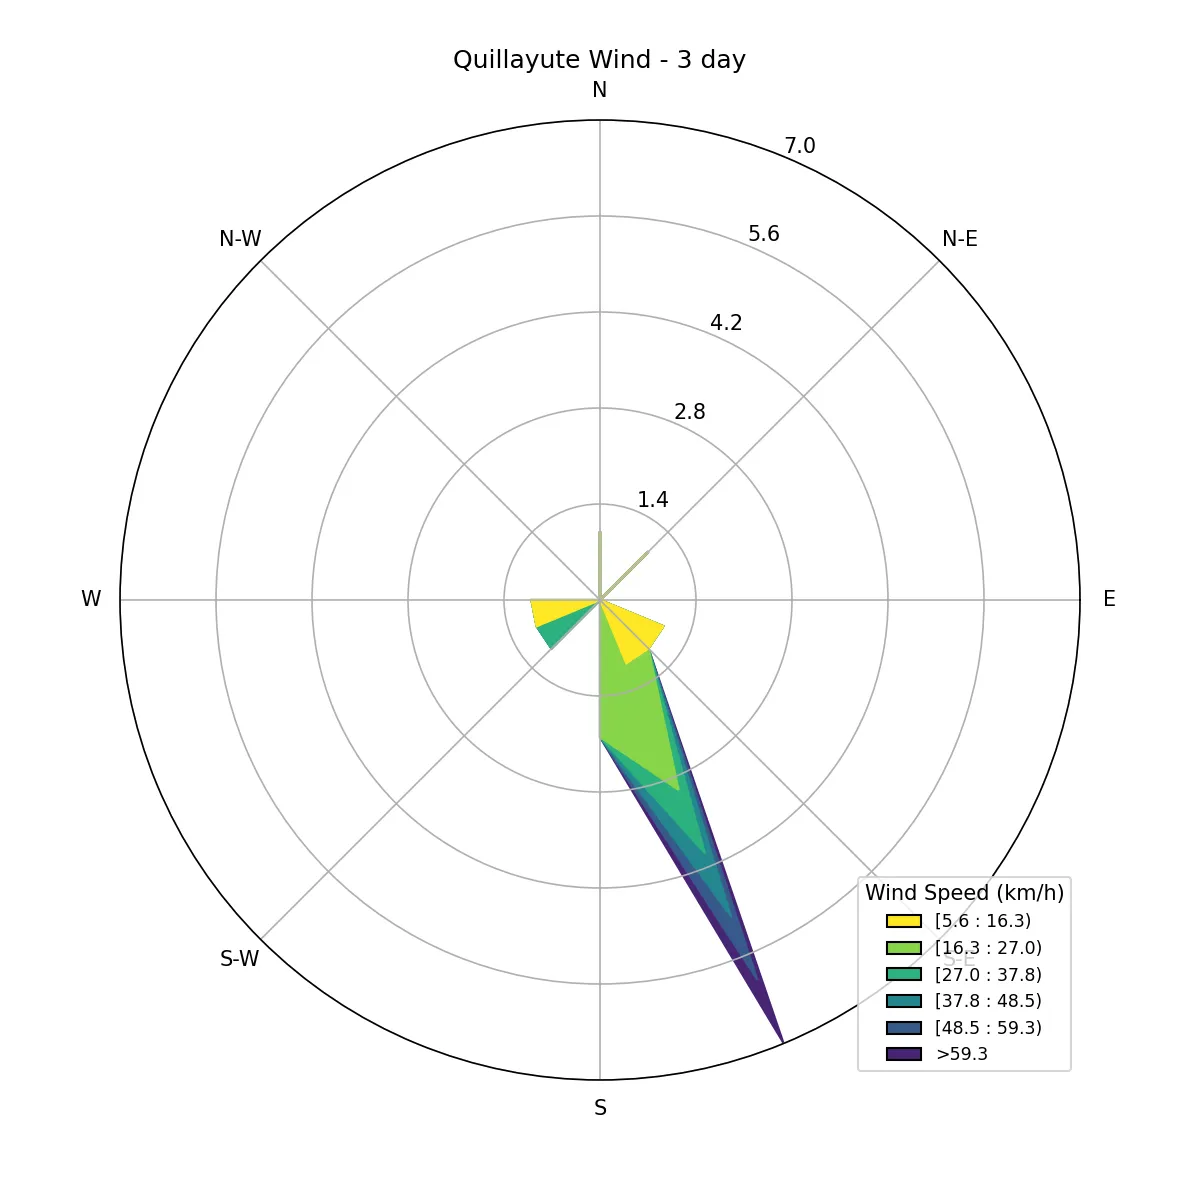 Quillayute Wind - 3 day
N
7.0
N-W
5.6
N-E
4.2
2.8
1.4
W
E
Wind Speed (km/h)
[5.6 : 16.3)
[16.3 : 27.0)
S-W
S-E
[27.0 : 37.8)
[37.8 : 48.5)
[48.5 : 59.3)
>59.3
S